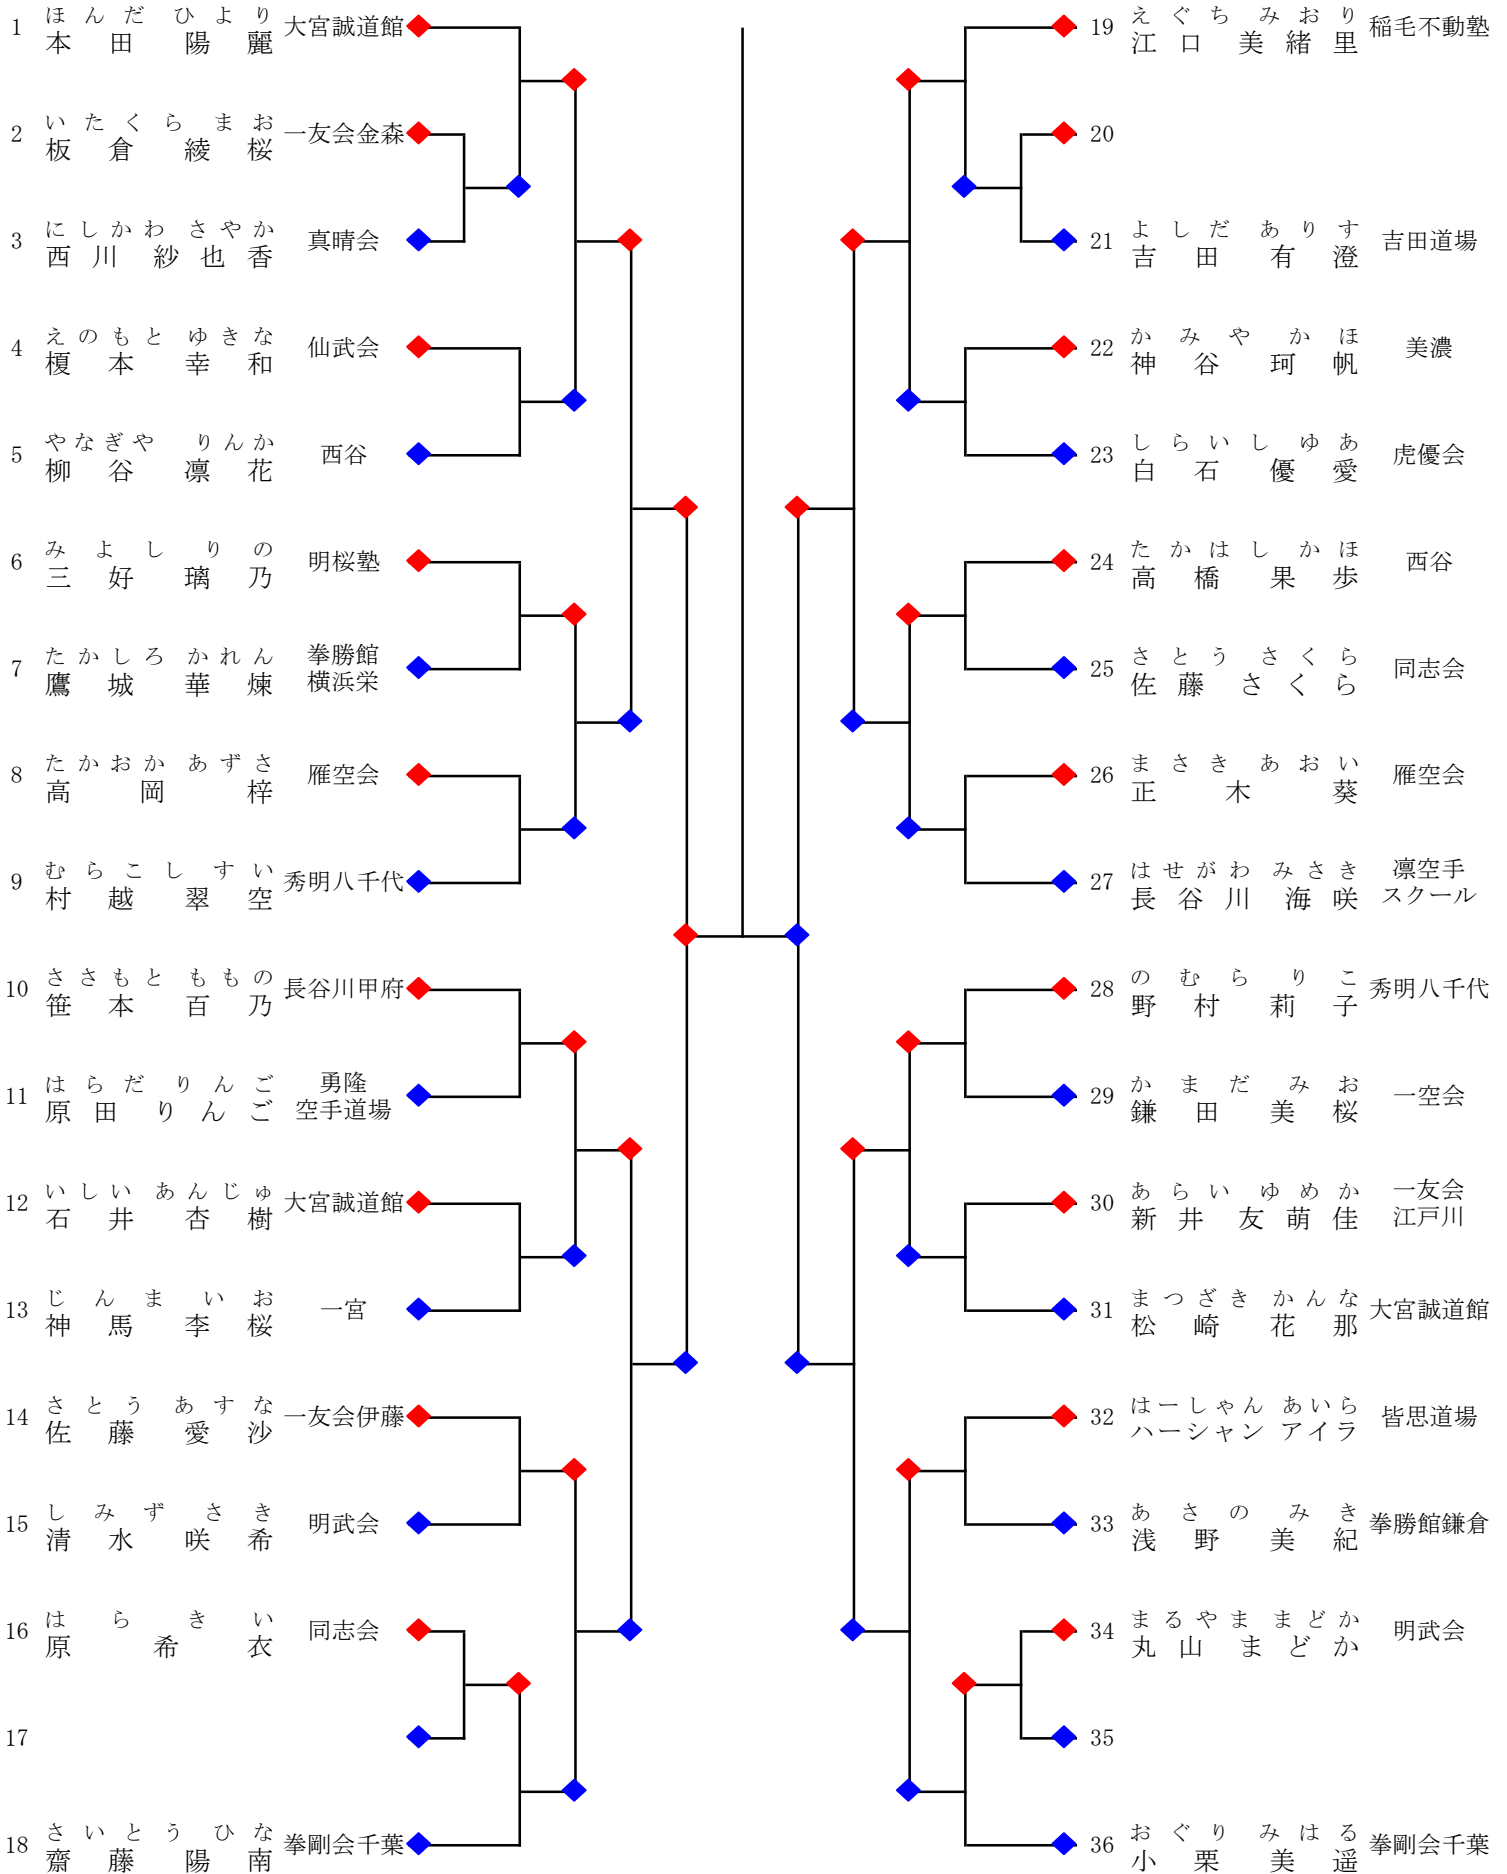 ほんだ ひより
1 本田 陽麗 大宮誠道館
いたくら まお
2 板倉 綾桜 一友会金森
にしかわ さやか
3 西川 紗也香 真晴会
えのもと ゆきな
4 榎本 幸和 仙武会
やなぎや りんか
5 柳谷 凛花 西谷
みよし りの
6 三好 璃乃 明桜塾
たかしろ かれん 拳勝館
7 鷹城 華煉 横浜栄
たかおか あずさ
8 高岡 梓 雁空会
むらこし すい
9 村越 翠空 秀明八千代
ささもと ももの
10 笹本 百乃 長谷川甲府
はらだ りんご 勇隆
11 原田 りんご 空手道場
いしい あんじゅ
12 石井 杏樹 大宮誠道館
じんま いお
13 神馬 李桜 一宮
さとう あすな
14 佐藤 愛沙 一友会伊藤
しみず さき
15 清水 咲希 明武会
はら きい
16 原 希衣 同志会
17
さいとう ひな
18 齋藤 陽南 拳剛会千葉
えぐち みおり
19 江口 美緒里 稲毛不動塾
20
よしだ ありす
21 吉田 有澄 吉田道場
かみや かほ
22 神谷 珂帆 美濃
しらいし ゆあ
23 白石 優愛 虎優会
たかはし かほ
24 高橋 果歩 西谷
さとう さくら
25 佐藤 さくら 同志会
まさき あおい
26 正木 葵 雁空会
はせがわ みさき 凛空手
27 長谷川 海咲 スクール
のむら りこ
28 野村 莉子 秀明八千代
かまだ みお
29 鎌田 美桜 一空会
あらい ゆめか 一友会
30 新井 友萌佳 江戸川
まつざき かんな
31 松崎 花那 大宮誠道館
はーしゃん あいら
32 ハーシャン アイラ 皆思道場
あさの みき
33 浅野 美紀 拳勝館鎌倉
まるやま まどか
34 丸山 まどか 明武会
35
おぐり みはる
36 小栗 美遥 拳剛会千葉